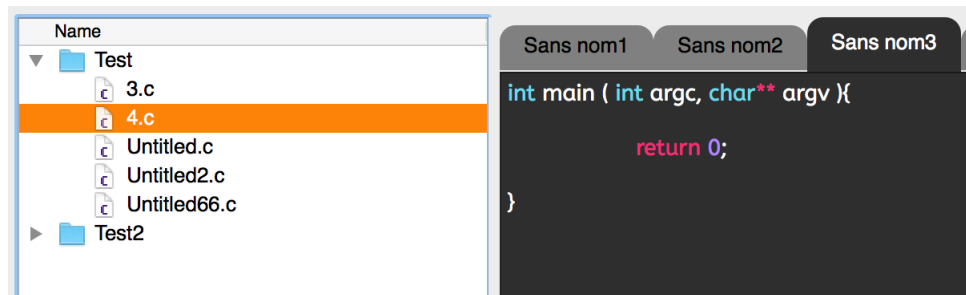 Name
Test
3.c
4.c
Untitled.c
Untitled2.c
Untitled66.c
Test2
Sans nom1 Sans nom2 Sans nom3
int main ( int argc, char** argv ){
return 0;
}